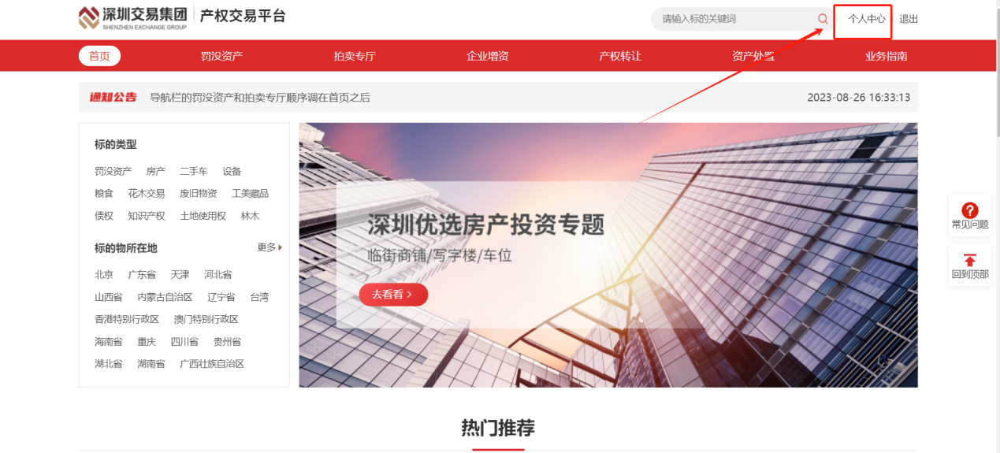 深圳交易集团 产权交易平台
SHENZHEN EXCHANGE GROUP
请输入标的关键词
个人中心 退出
首页 罚没资产 拍卖专厅 企业增资 产权转让 资产处置 业务指南
通知公告 导航栏的罚没资产和拍卖专厅顺序调在首页之后 2023-08-26 16:33:13
标的类型
罚没资产 房产 二手车 设备
粮食 花木交易 废旧物资 工美藏品
债权 知识产权 土地使用权 林木
标的物所在地 更多
北京 广东省 天津 河北省
山西省 内蒙古自治区 辽宁省 台湾
香港特别行政区 澳门特别行政区
海南省 重庆 四川省 贵州省
湖北省 湖南省 广西壮族自治区
深圳优选房产投资专题
临街商铺/写字楼/车位
去看看
常见问题
回到顶部
热门推荐